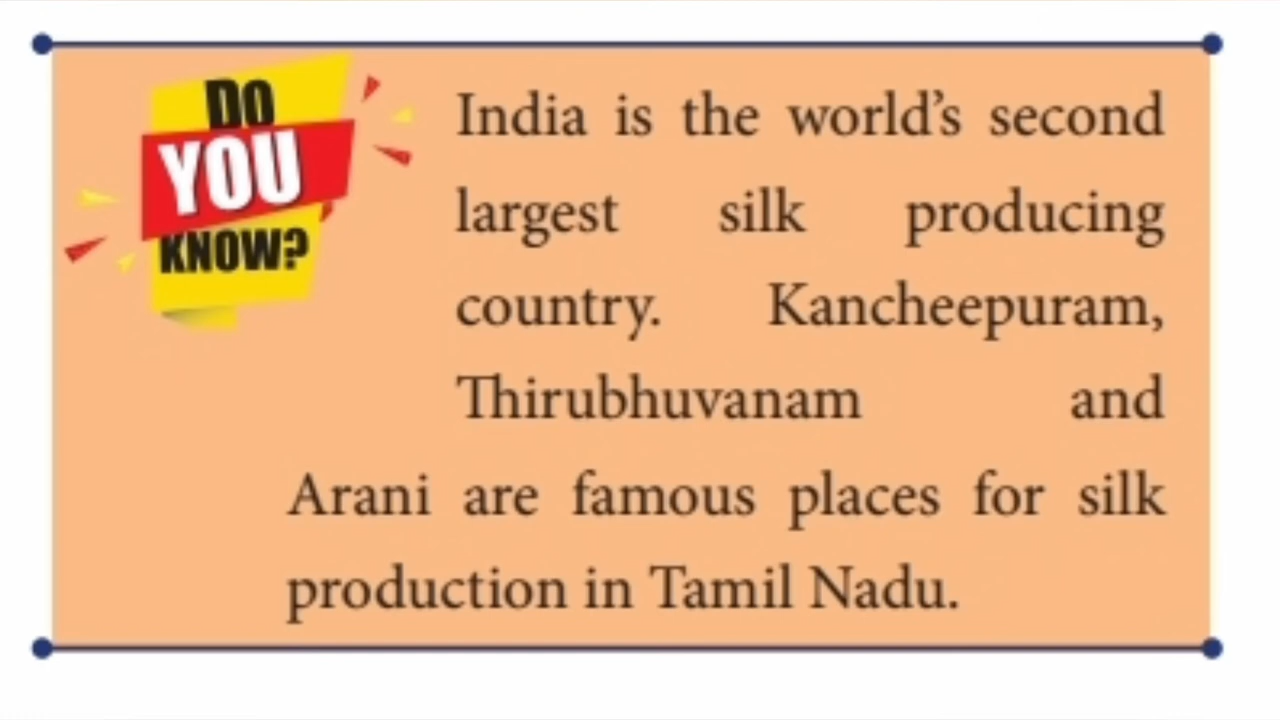 DO
YOU
KNOW?
India is the world’s second
largest silk producing
country. Kancheepuram,
Thirubhuvanam and
Arani are famous places for silk
production in Tamil Nadu.